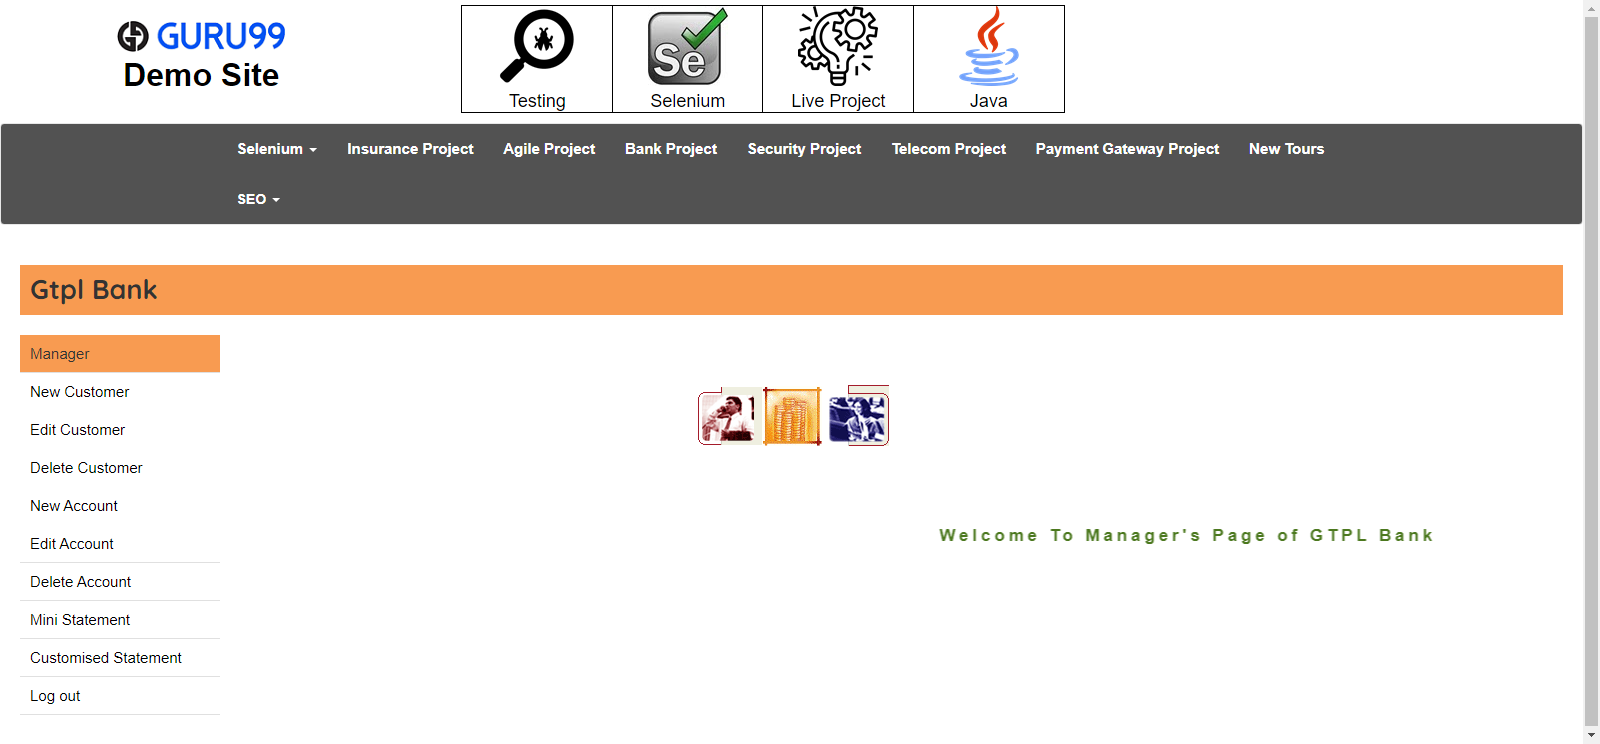 GURU99
Demo Site
Se
Testing
Selenium
Live Project
Java
Selenium
Insurance Project
Agile Project
Bank Project
Security Project
Telecom Project
Payment Gateway Project
New Tours
SEO
Gtpl Bank
Manager
New Customer
Edit Customer
Delete Customer
New Account
Edit Account
Delete Account
Mini Statement
Customised Statement
Log out
Welcome To Manager's Page of GTPL Bank